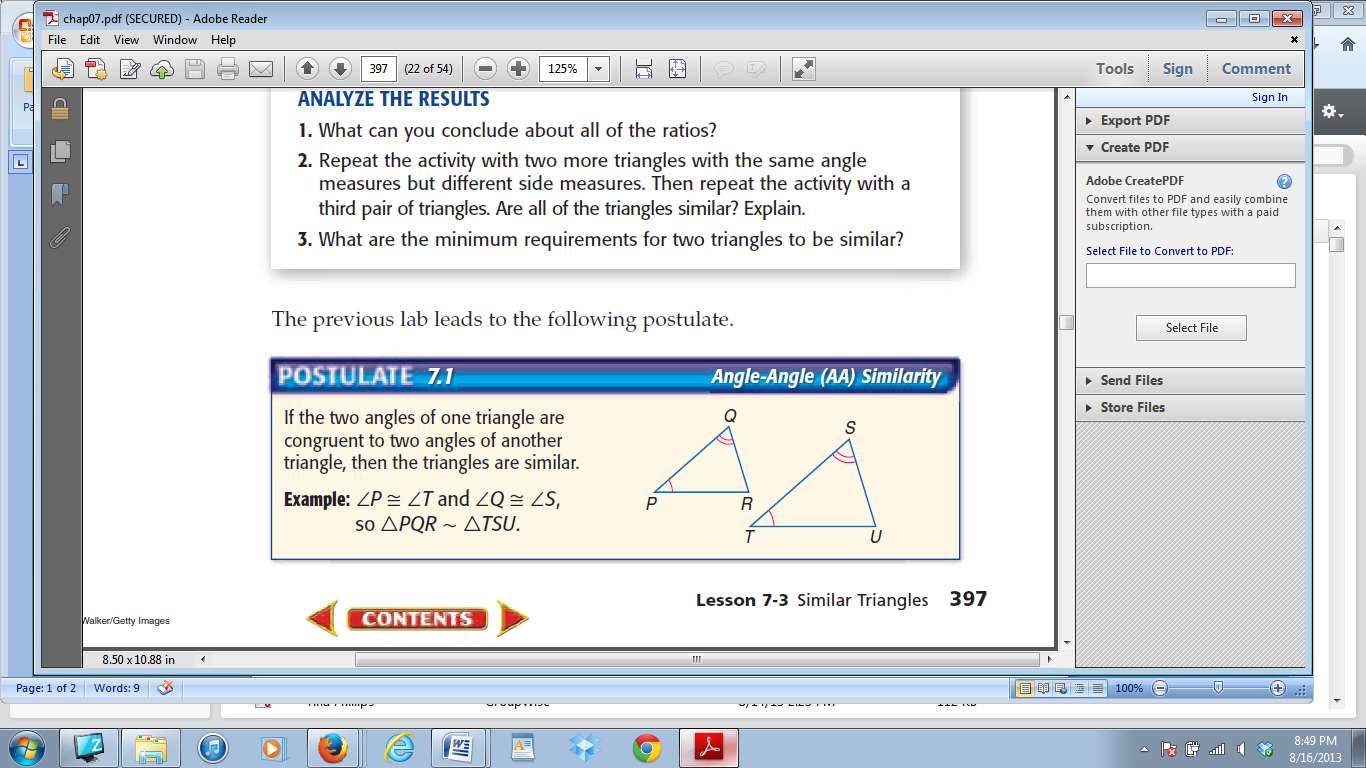 chap07.pdf (SECURED) - Adobe Reader
File Edit View Window Help
397 (22 of 54) 125% Tools Sign Comment
Sign In
Export PDF
Create PDF
Adobe CreatePDF
Convert files to PDF and easily combine
them with other file types with a paid
subscription.
Select File to Convert to PDF:
Select File
Send Files
Store Files
Pa
ANALYZE THE RESULTS
1. What can you conclude about all of the ratios?
2. Repeat the activity with two more triangles with the same angle
measures but different side measures. Then repeat the activity with a
third pair of triangles. Are all of the triangles similar? Explain.
3. What are the minimum requirements for two triangles to be similar?
The previous lab leads to the following postulate.
POSTULATE 7.1 Angle-Angle (AA) Similarity
If the two angles of one triangle are
congruent to two angles of another
triangle, then the triangles are similar.
Example: ∠P ≅ ∠T and ∠Q ≅ ∠S,
so △PQR ~ △TSU.
Q
S
P
R
T
U
Lesson 7-3 Similar Triangles 397
CONTENTS
Walker/Getty Images
8.50 x 10.88 in
Page: 1 of 2 Words: 9 100%
8:49 PM
8/16/2013